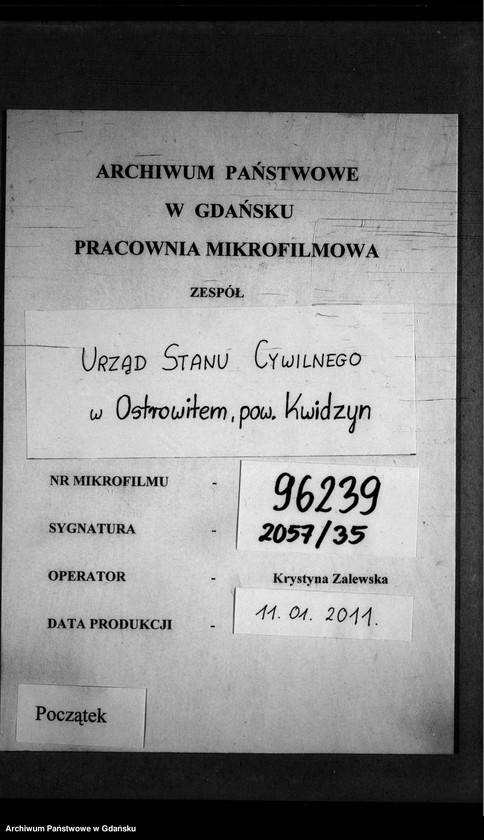 ARCHIWUM PAŃSTWOWE
W GDAŃSKU
PRACOWNIA MIKROFILMOWA
ZESPÓŁ
URZĄD STANU CYWILNEGO
w Ostrowitem, pow. Kwidzyn
NR MIKROFILMU - 96239
SYGNATURA - 2057/35
OPERATOR - Krystyna Zalewska
DATA PRODUKCJI - 11.01.2011.
Początek
Archiwum Państwowe w Gdańsku